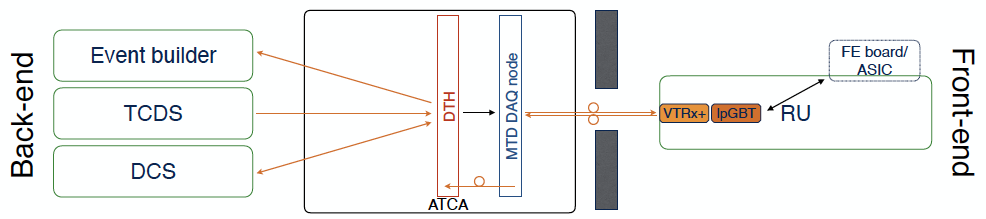 Back-end
Event builder
TCDS
DCS
DTH
MTD DAQ node
ATCA
VTRx+
lpGBT
RU
FE board/
ASIC
Front-end